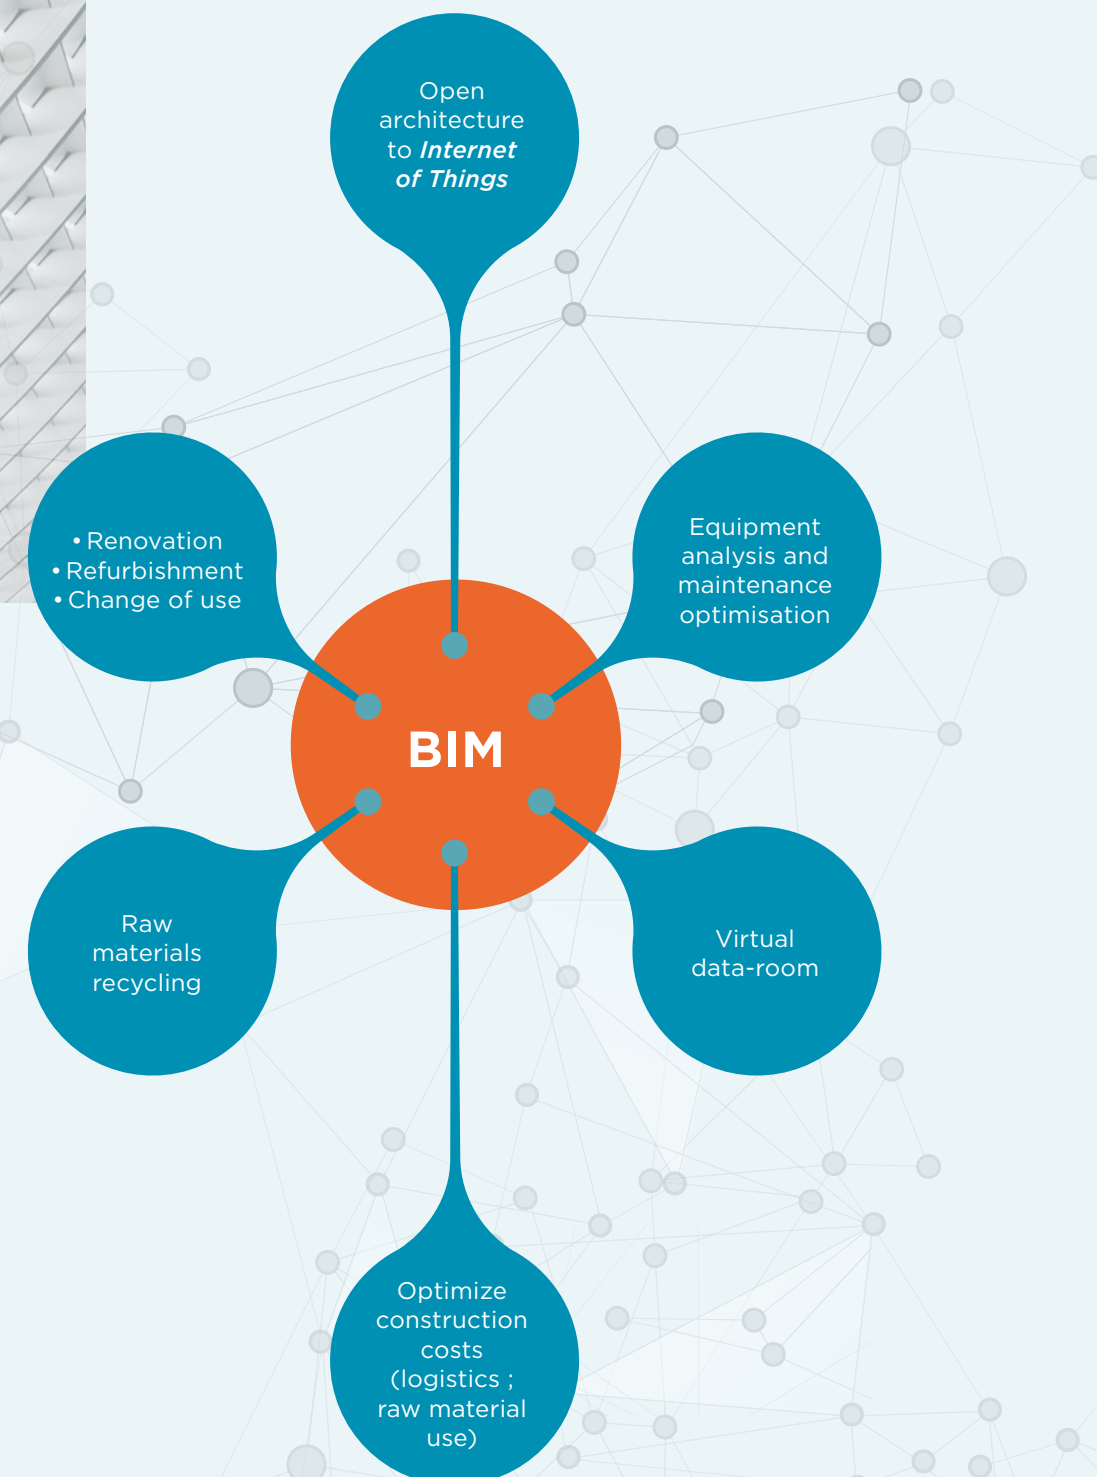 Open
architecture
to Internet
of Things
• Renovation
• Refurbishment
• Change of use
Equipment
analysis and
maintenance
optimisation
BIM
Raw
materials
recycling
Virtual
data-room
Optimize
construction
costs
(logistics ;
raw material
use)